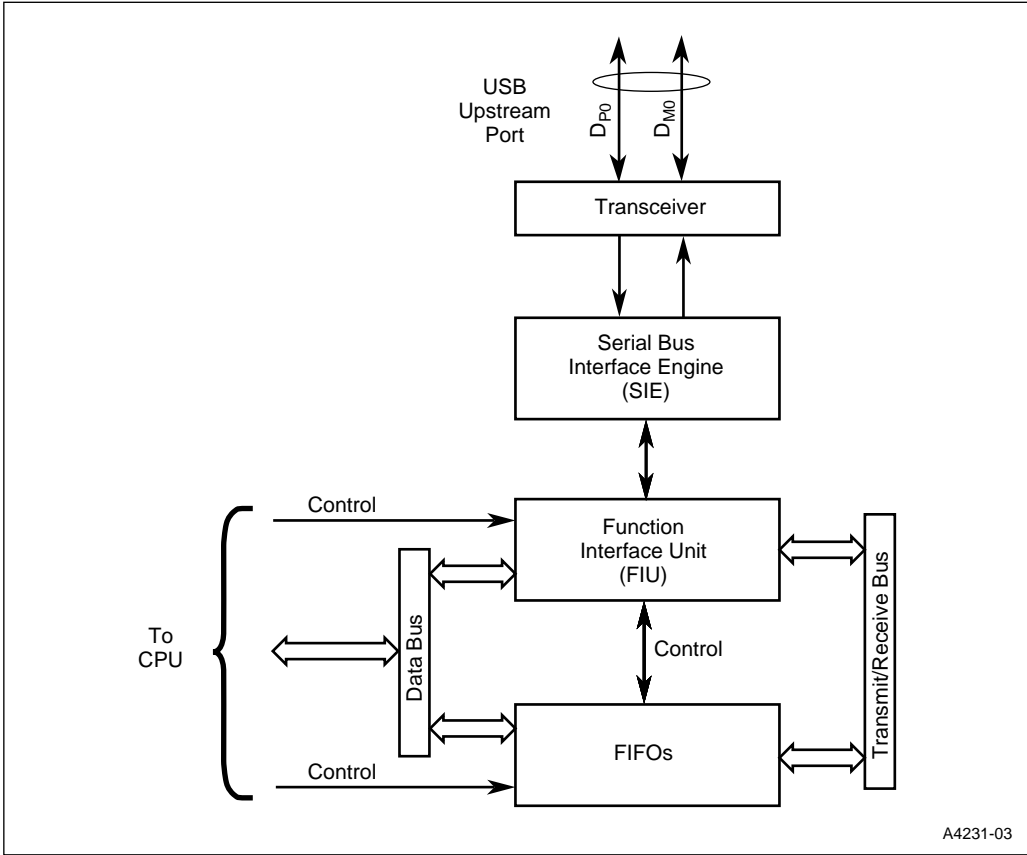 USB
Upstream
Port
DP0
DM0
Transceiver
Serial Bus
Interface Engine
(SIE)
Control
Function
Interface Unit
(FIU)
To
CPU
Data Bus
Control
Transmit/Receive Bus
FIFOs
Control
A4231-03